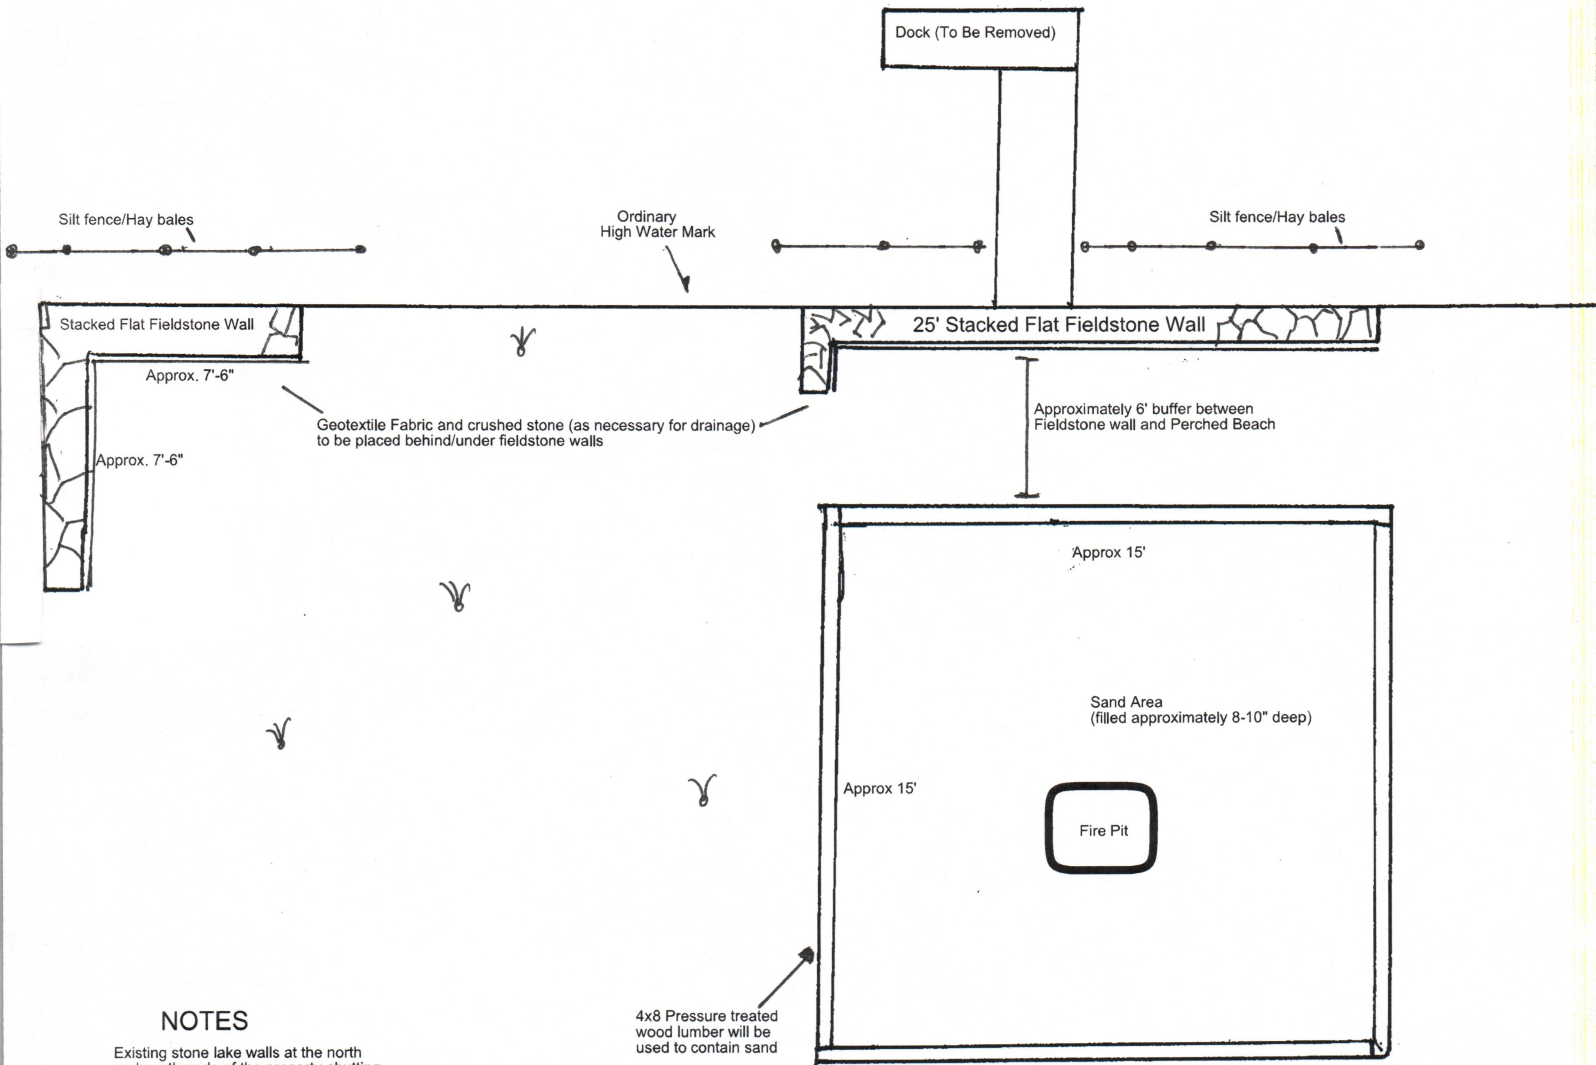 Dock (To Be Removed)
Silt fence/Hay bales
Ordinary
High Water Mark
Silt fence/Hay bales
Stacked Flat Fieldstone Wall
25' Stacked Flat Fieldstone Wall
Approx. 7'-6"
Geotextile Fabric and crushed stone (as necessary for drainage)
to be placed behind/under fieldstone walls
Approximately 6' buffer between
Fieldstone wall and Perched Beach
Approx. 7'-6"
Approx 15'
Sand Area
(filled approximately 8-10" deep)
Approx 15'
Fire Pit
4x8 Pressure treated
wood lumber will be
used to contain sand
NOTES
Existing stone lake walls at the north